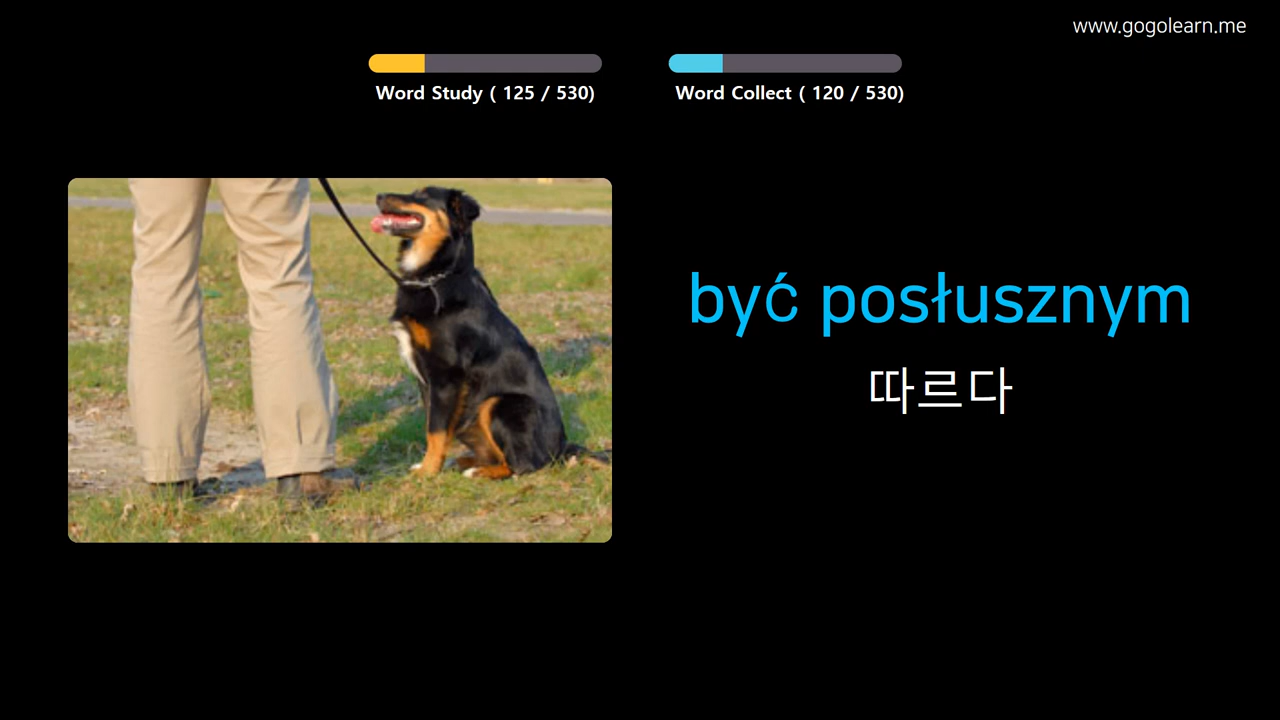 www.gogolearn.me
Word Study ( 125 / 530)
Word Collect ( 120 / 530)
być posłusznym
따르다